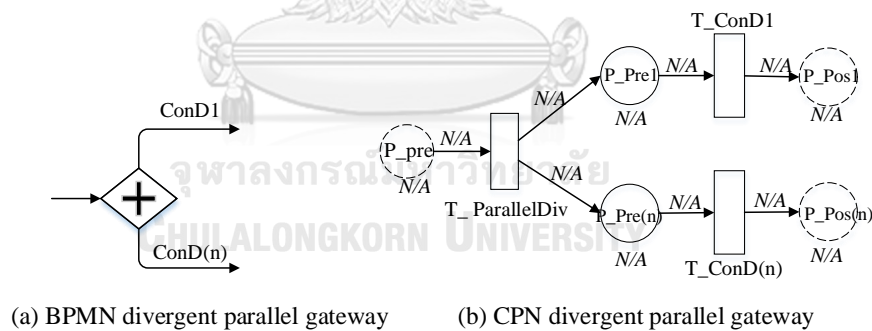 T_ConD1
ConD1
P_Pre1
N/A
N/A
P_Pos1
N/A
N/A
N/A
P_pre
N/A
N/A
T_ParallelDiv
N/A
จุฬาลงกรณ์มหาวิทยาลัย
P_Pre(n)
N/A
N/A
P_Pos(n)
N/A
N/A
CHULALONGKORN UNIVERSITY
ConD(n)
T_ConD(n)
(a) BPMN divergent parallel gateway (b) CPN divergent parallel gateway